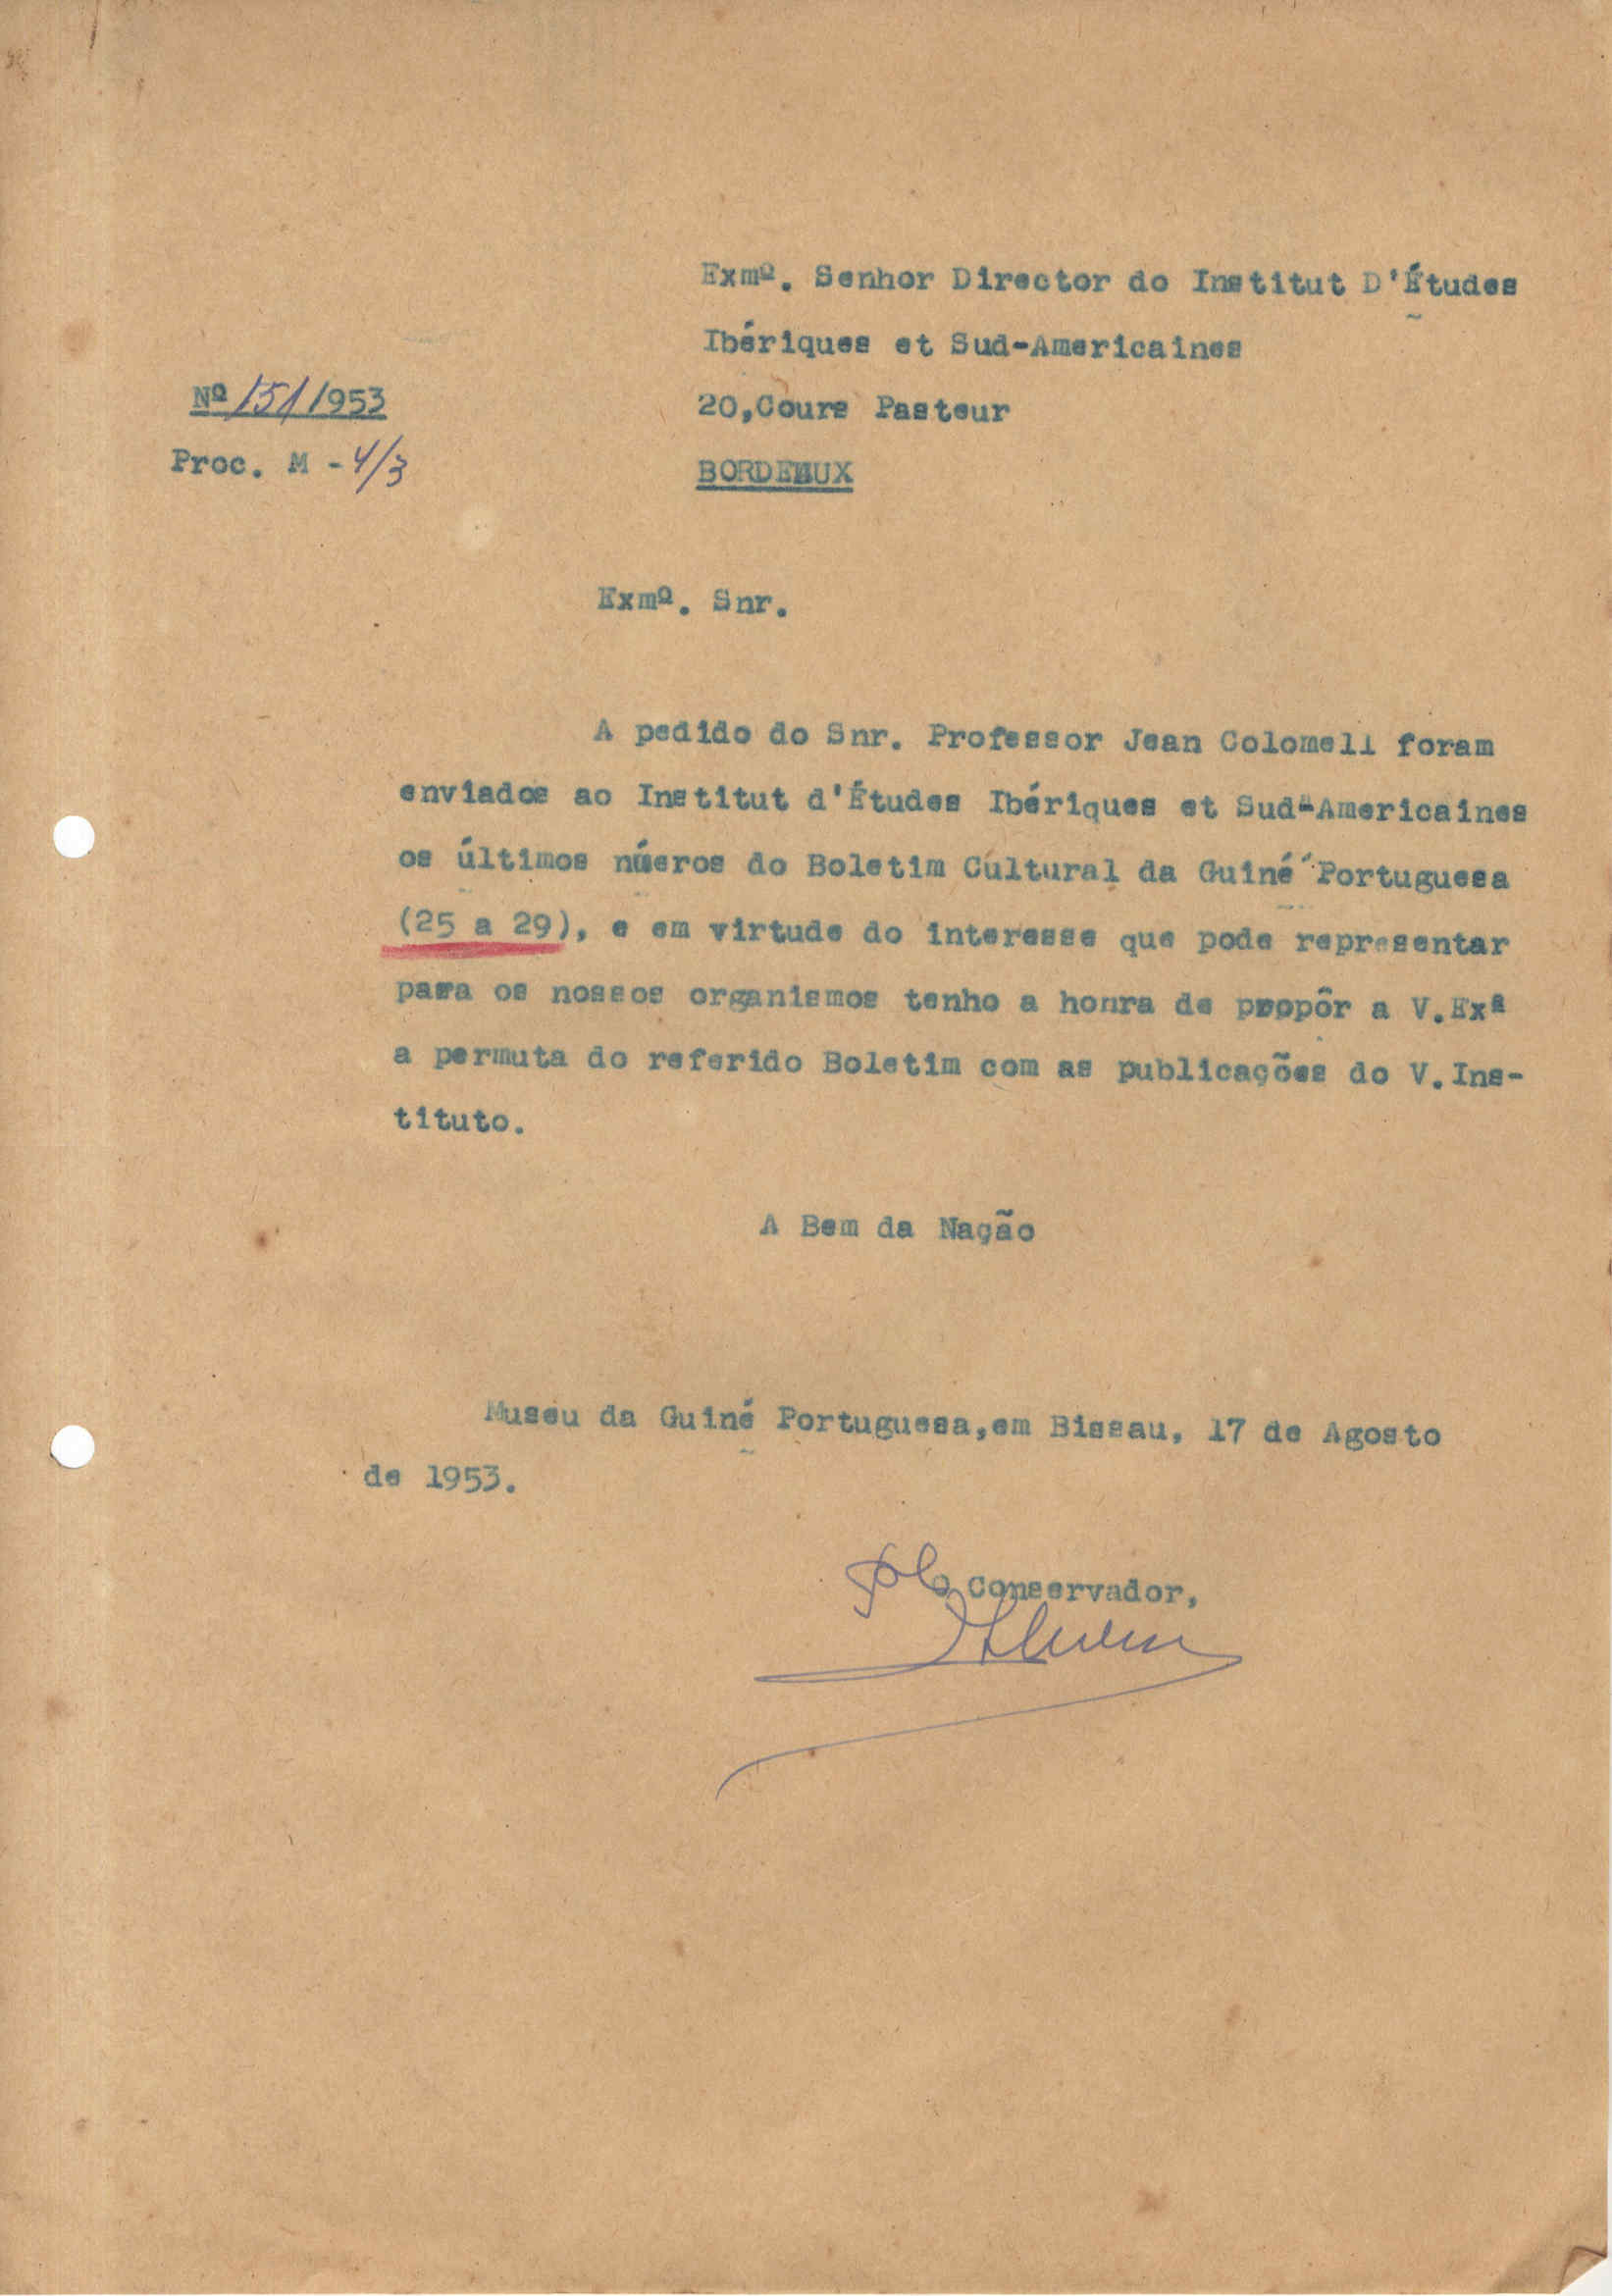 Exmº. Senhor Director do Institut D'Études
Ibériques et Sud-Americaines
Nº 151/1953
20,Cours Pasteur
Proc. M - 4/3
BORDEAUX
Exmº. Snr.
A pedido do Snr. Professor Jean Colomell foram
enviados ao Institut d'Études Ibériques et Sud-Americaines
os últimos núeros do Boletim Cultural da Guiné Portuguesa
(25 a 29), e em virtude do interesse que pode representar
para os nossos organismos tenho a honra de propôr a V.Exª
a permuta do referido Boletim com as publicações do V.Ins-
tituto.
A Bem da Nação
Museu da Guiné Portuguesa,em Bissau, 17 de Agosto
de 1953.
O Conservador,